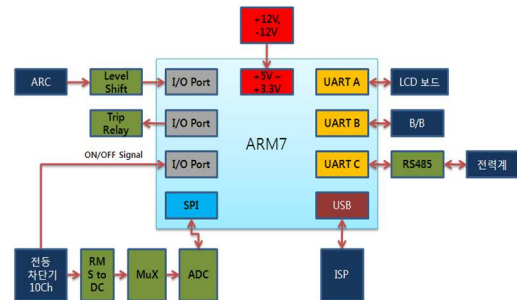 +12V,
-12V
ARC
Level
Shift
I/O Port
+5V –
+3.3V
UART A
LCD 보드
Trip
Relay
I/O Port
ARM7
UART B
B/B
ON/OFF Signal
I/O Port
UART C
RS485
전력계
SPI
USB
전등
차단기
10Ch
RM
S to
DC
MuX
ADC
ISP